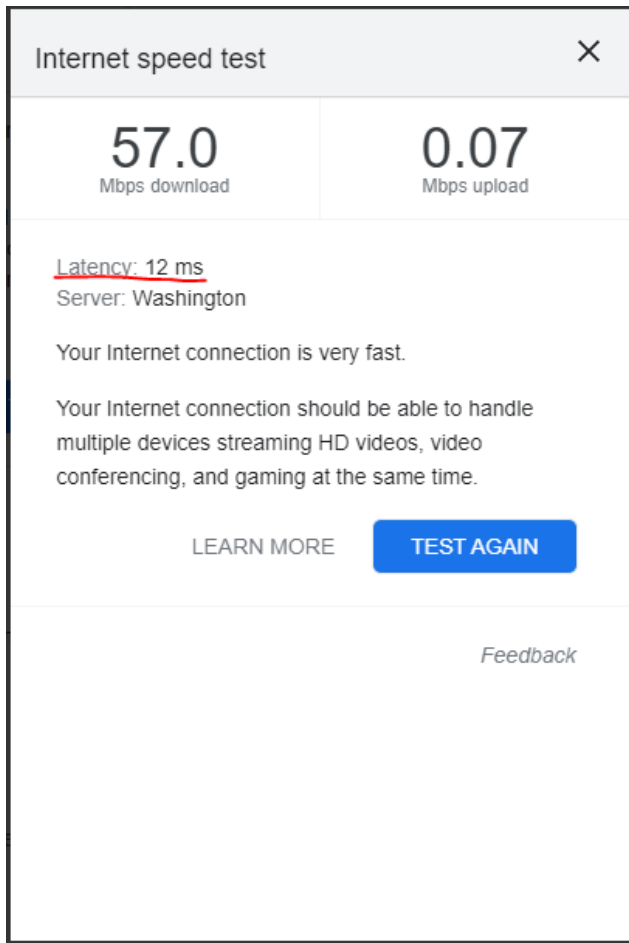 Internet speed test
57.0
Mbps download
0.07
Mbps upload
Latency: 12 ms
Server: Washington
Your Internet connection is very fast.
Your Internet connection should be able to handle
multiple devices streaming HD videos, video
conferencing, and gaming at the same time.
LEARN MORE
TEST AGAIN
Feedback